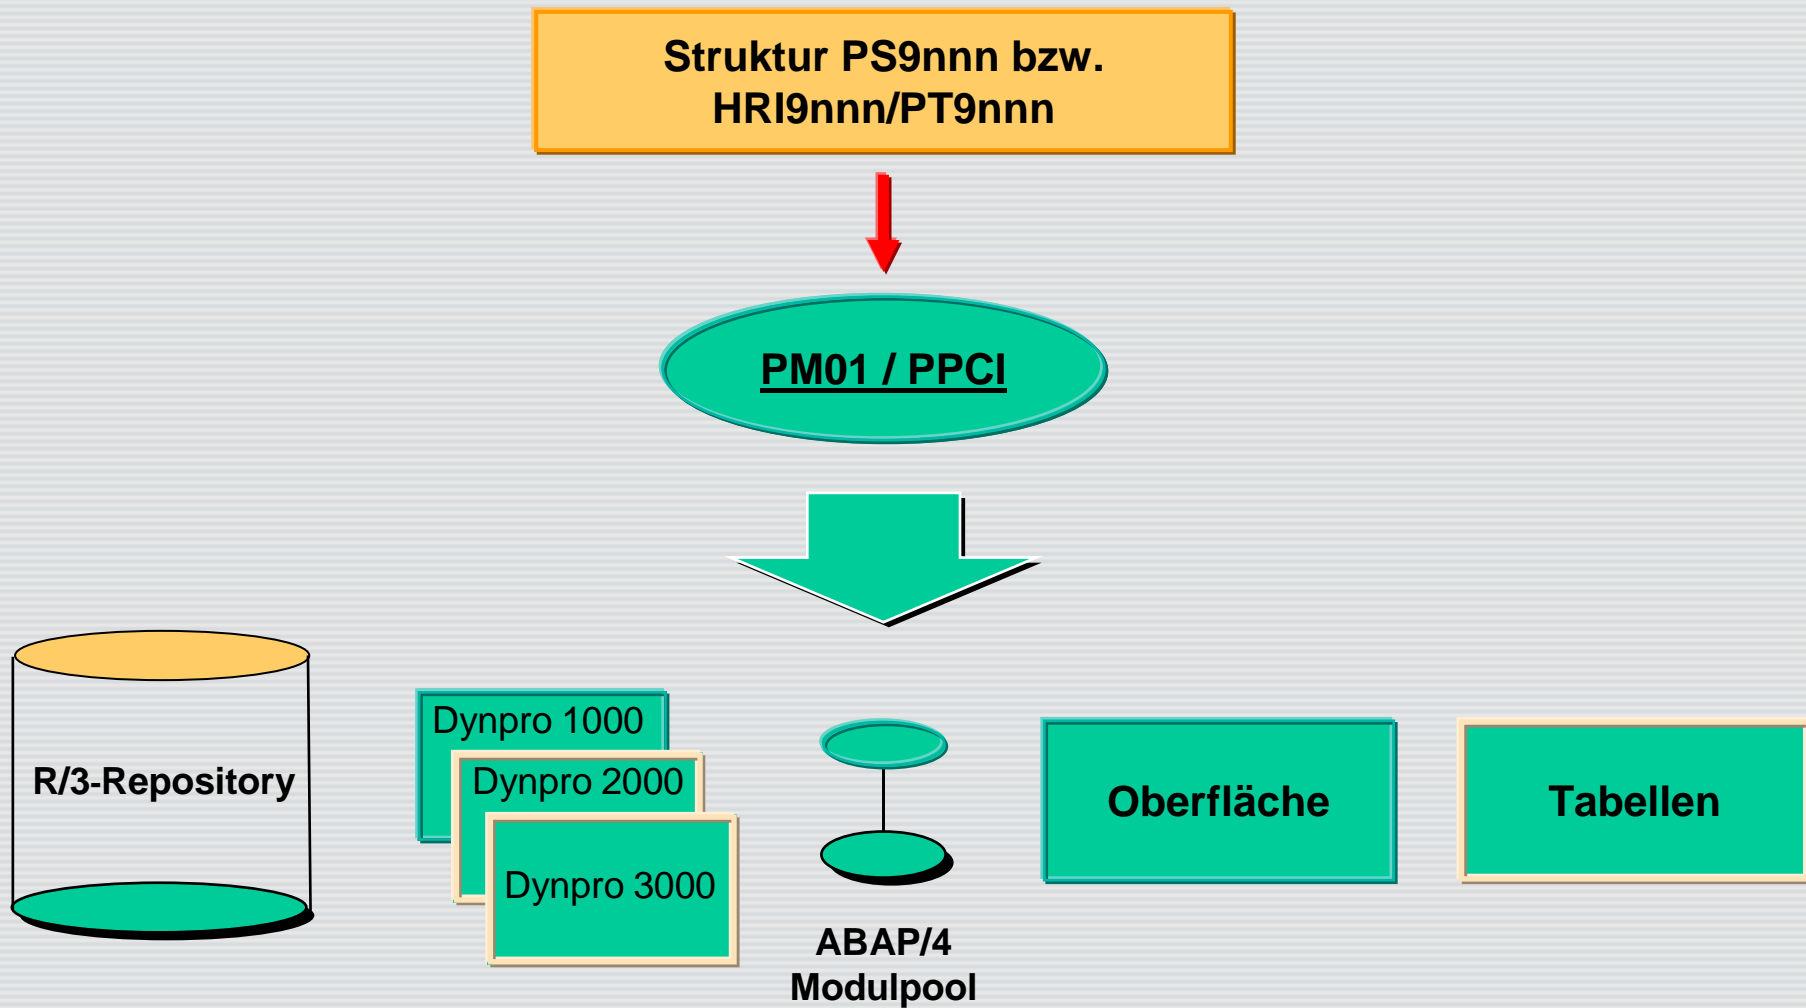 Struktur PS9nnn bzw.
HRI9nnn/PT9nnn
PM01 / PPCI
R/3-Repository
Dynpro 1000
Dynpro 2000
Dynpro 3000
ABAP/4
Modulpool
Oberfläche
Tabellen